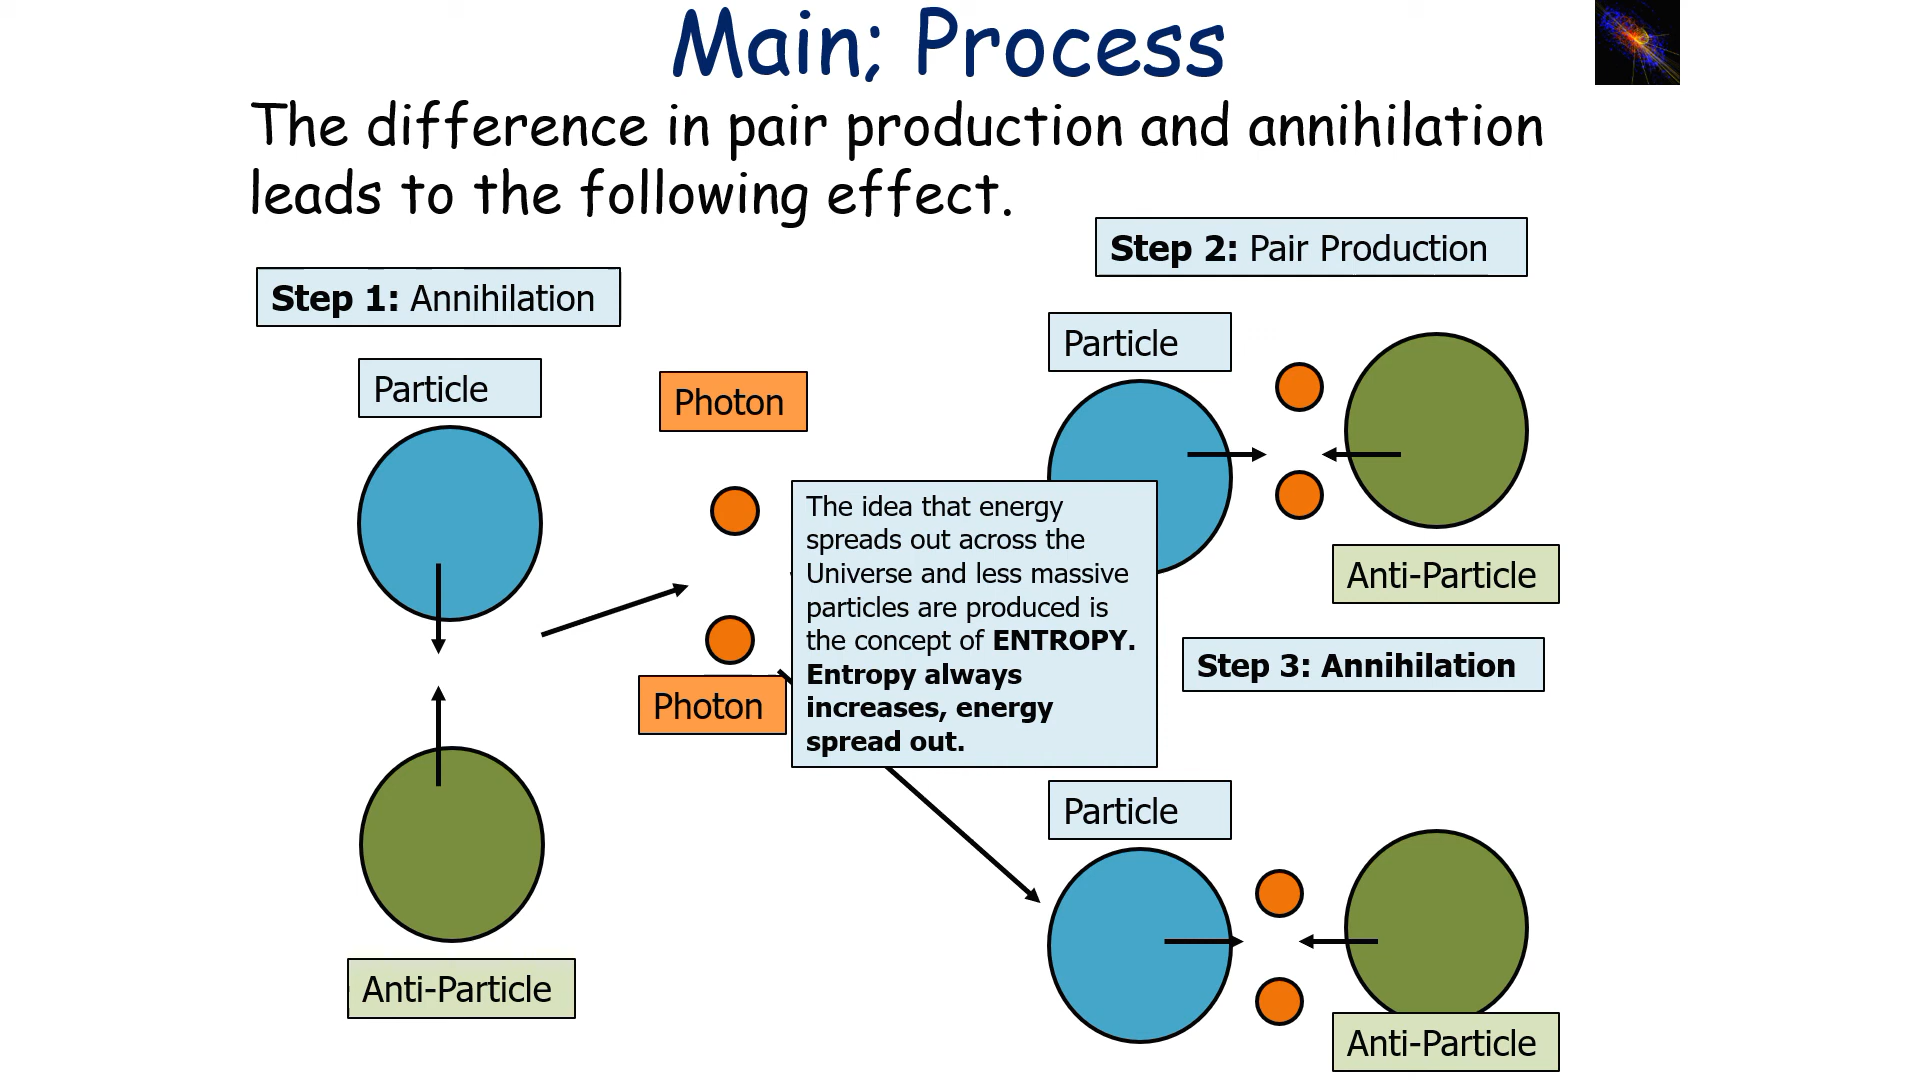 Main; Process
The difference in pair production and annihilation
leads to the following effect.
Step 1: Annihilation
Particle
Anti-Particle
Photon
Photon
The idea that energy
spreads out across the
Universe and less massive
particles are produced is
the concept of ENTROPY.
Entropy always
increases, energy
spread out.
Step 2: Pair Production
Particle
Anti-Particle
Step 3: Annihilation
Particle
Anti-Particle